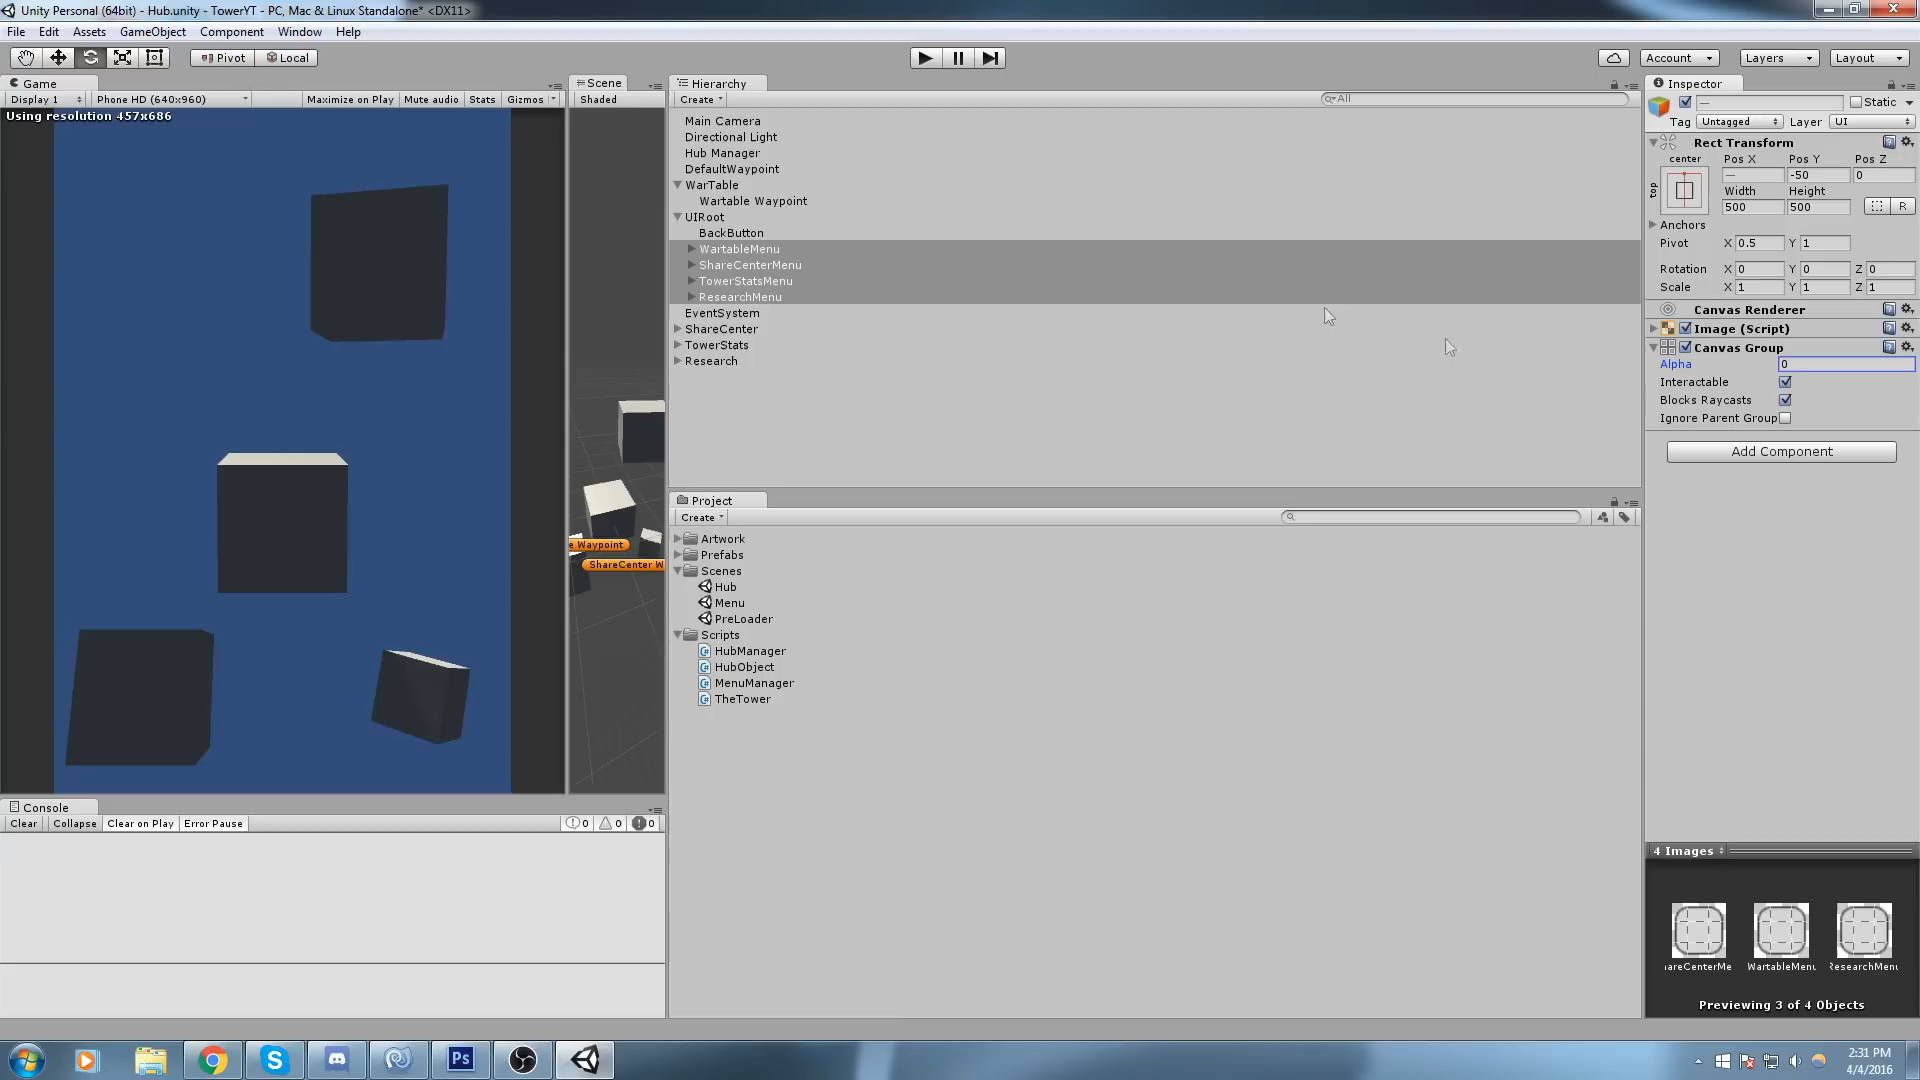 Unity Personal (64bit) - Hub.unity - TowerYT - PC, Mac & Linux Standalone* <DX11>
File Edit Assets GameObject Component Window Help
Pivot Local Account Layers Layout
Game Scene Hierarchy Inspector
Display 1 Phone HD (640x960) Maximize on Play Mute audio Stats Gizmos Shaded Create All
— Static
Using resolution 457x686
Tag Untagged Layer UI
Main Camera
Directional Light
Hub Manager
DefaultWaypoint
WarTable
Wartable Waypoint
UIRoot
BackButton
WartableMenu
ShareCenterMenu
TowerStatsMenu
ResearchMenu
EventSystem
ShareCenter
TowerStats
Research
Rect Transform
center Pos X Pos Y Pos Z
top — -50 0
Width Height
500 500 R
Anchors
Pivot X 0.5 Y 1
Rotation X 0 Y 0 Z 0
Scale X 1 Y 1 Z 1
Canvas Renderer
Image (Script)
Canvas Group
Alpha 0
Interactable
Blocks Raycasts
Ignore Parent Group
Add Component
e Waypoint
ShareCenter W
Project
Create
Artwork
Prefabs
Scenes
Hub
Menu
PreLoader
Scripts
HubManager
HubObject
MenuManager
TheTower
Console
Clear Collapse Clear on Play Error Pause 0 0 0
4 Images
areCenterMe WartableMenu ResearchMenu
Previewing 3 of 4 Objects
Ps
2:31 PM
4/4/2016